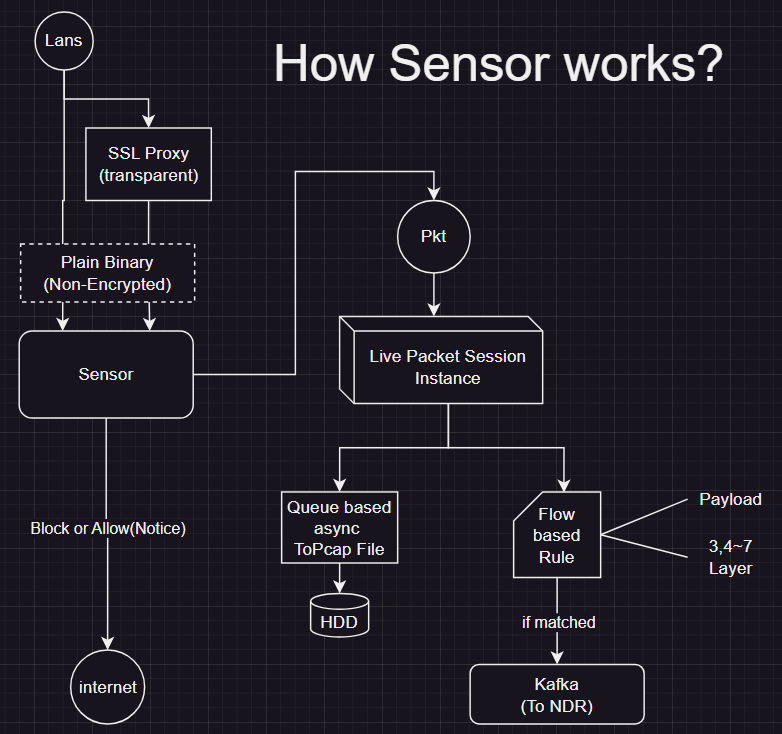 Lans
How Sensor works?
SSL Proxy
(transparent)
Plain Binary
(Non-Encrypted)
Sensor
Block or Allow(Notice)
internet
Pkt
Live Packet Session
Instance
Queue based
async
ToPcap File
HDD
Flow
based
Rule
Payload
3,4~7
Layer
if matched
Kafka
(To NDR)